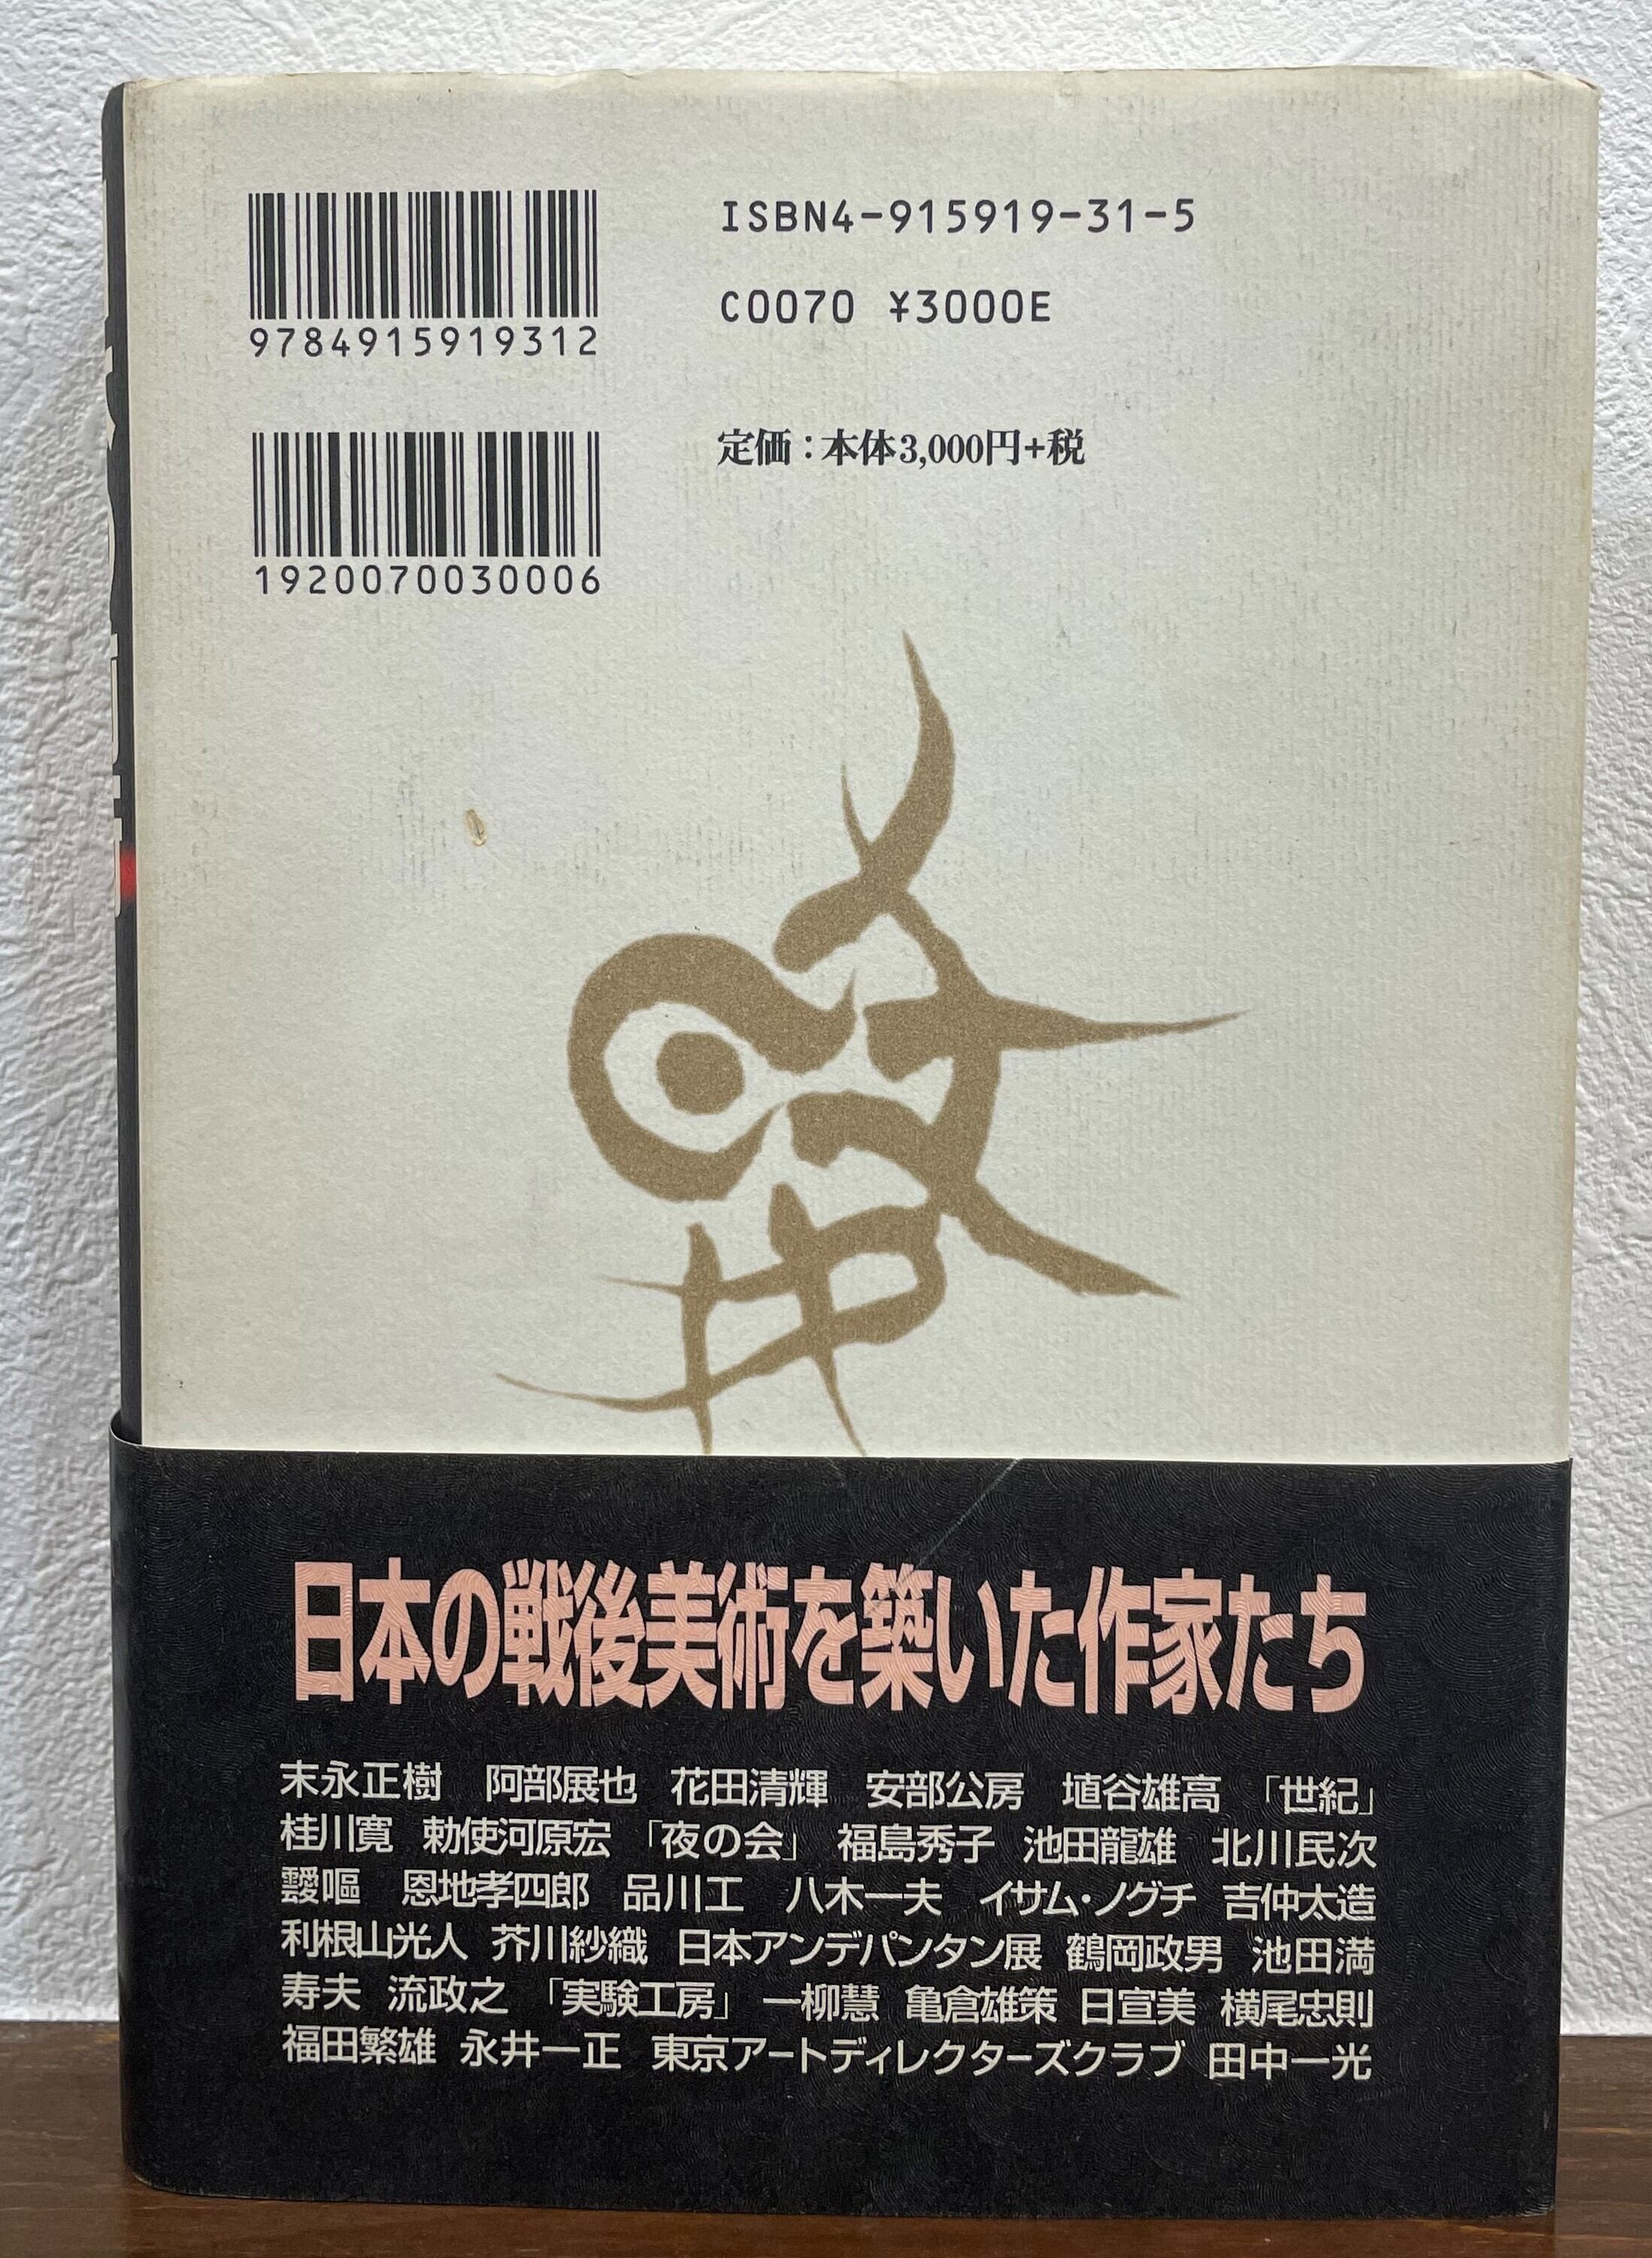 9784915919312
ISBN4-915919-31-5
C0070 ¥3000E
1920070030006
定価：本体3,000円+税
日本の戦後美術を築いた作家たち
末永正樹 阿部展也 花田清輝 安部公房 埴谷雄高 「世紀」
桂川寛 勅使河原宏 「夜の会」 福島秀子 池田龍雄 北川民次
靉嘔 恩地孝四郎 品川工 八木一夫 イサム・ノグチ 吉仲太造
利根山光人 芥川紗織 日本アンデパンタン展 鶴岡政男 池田満
寿夫 流政之 「実験工房」 一柳慧 亀倉雄策 日宣美 横尾忠則
福田繁雄 永井一正 東京アートディレクターズクラブ 田中一光